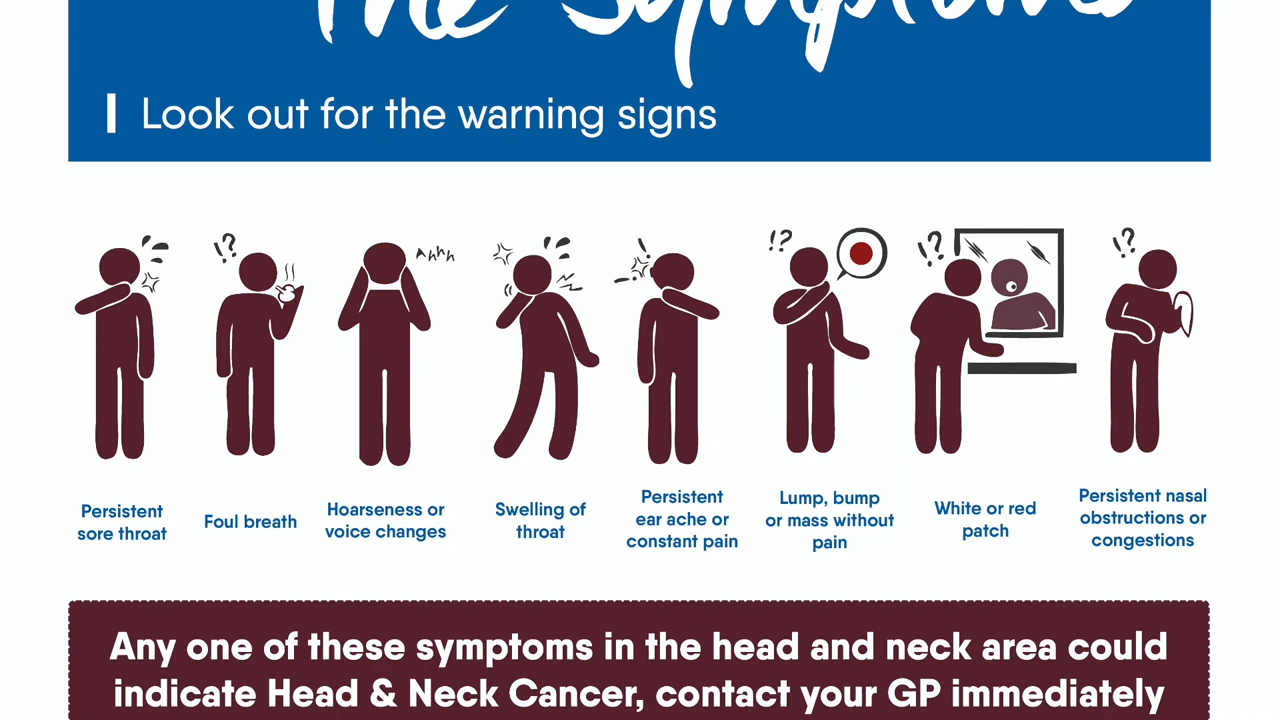 The Symptoms
Look out for the warning signs
!?
Ahhh
!
!?
!?
!?
Persistent
sore throat
Foul breath
Hoarseness or
voice changes
Swelling of
throat
Persistent
ear ache or
constant pain
Lump, bump
or mass without
pain
White or red
patch
Persistent nasal
obstructions or
congestions
Any one of these symptoms in the head and neck area could
indicate Head & Neck Cancer, contact your GP immediately